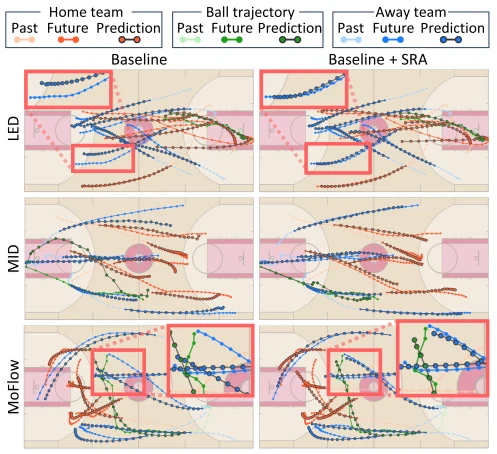 Home team
Ball trajectory
Away team
Past Future Prediction
Past Future Prediction
Past Future Prediction
Baseline
Baseline + SRA
LED
MID
MoFlow